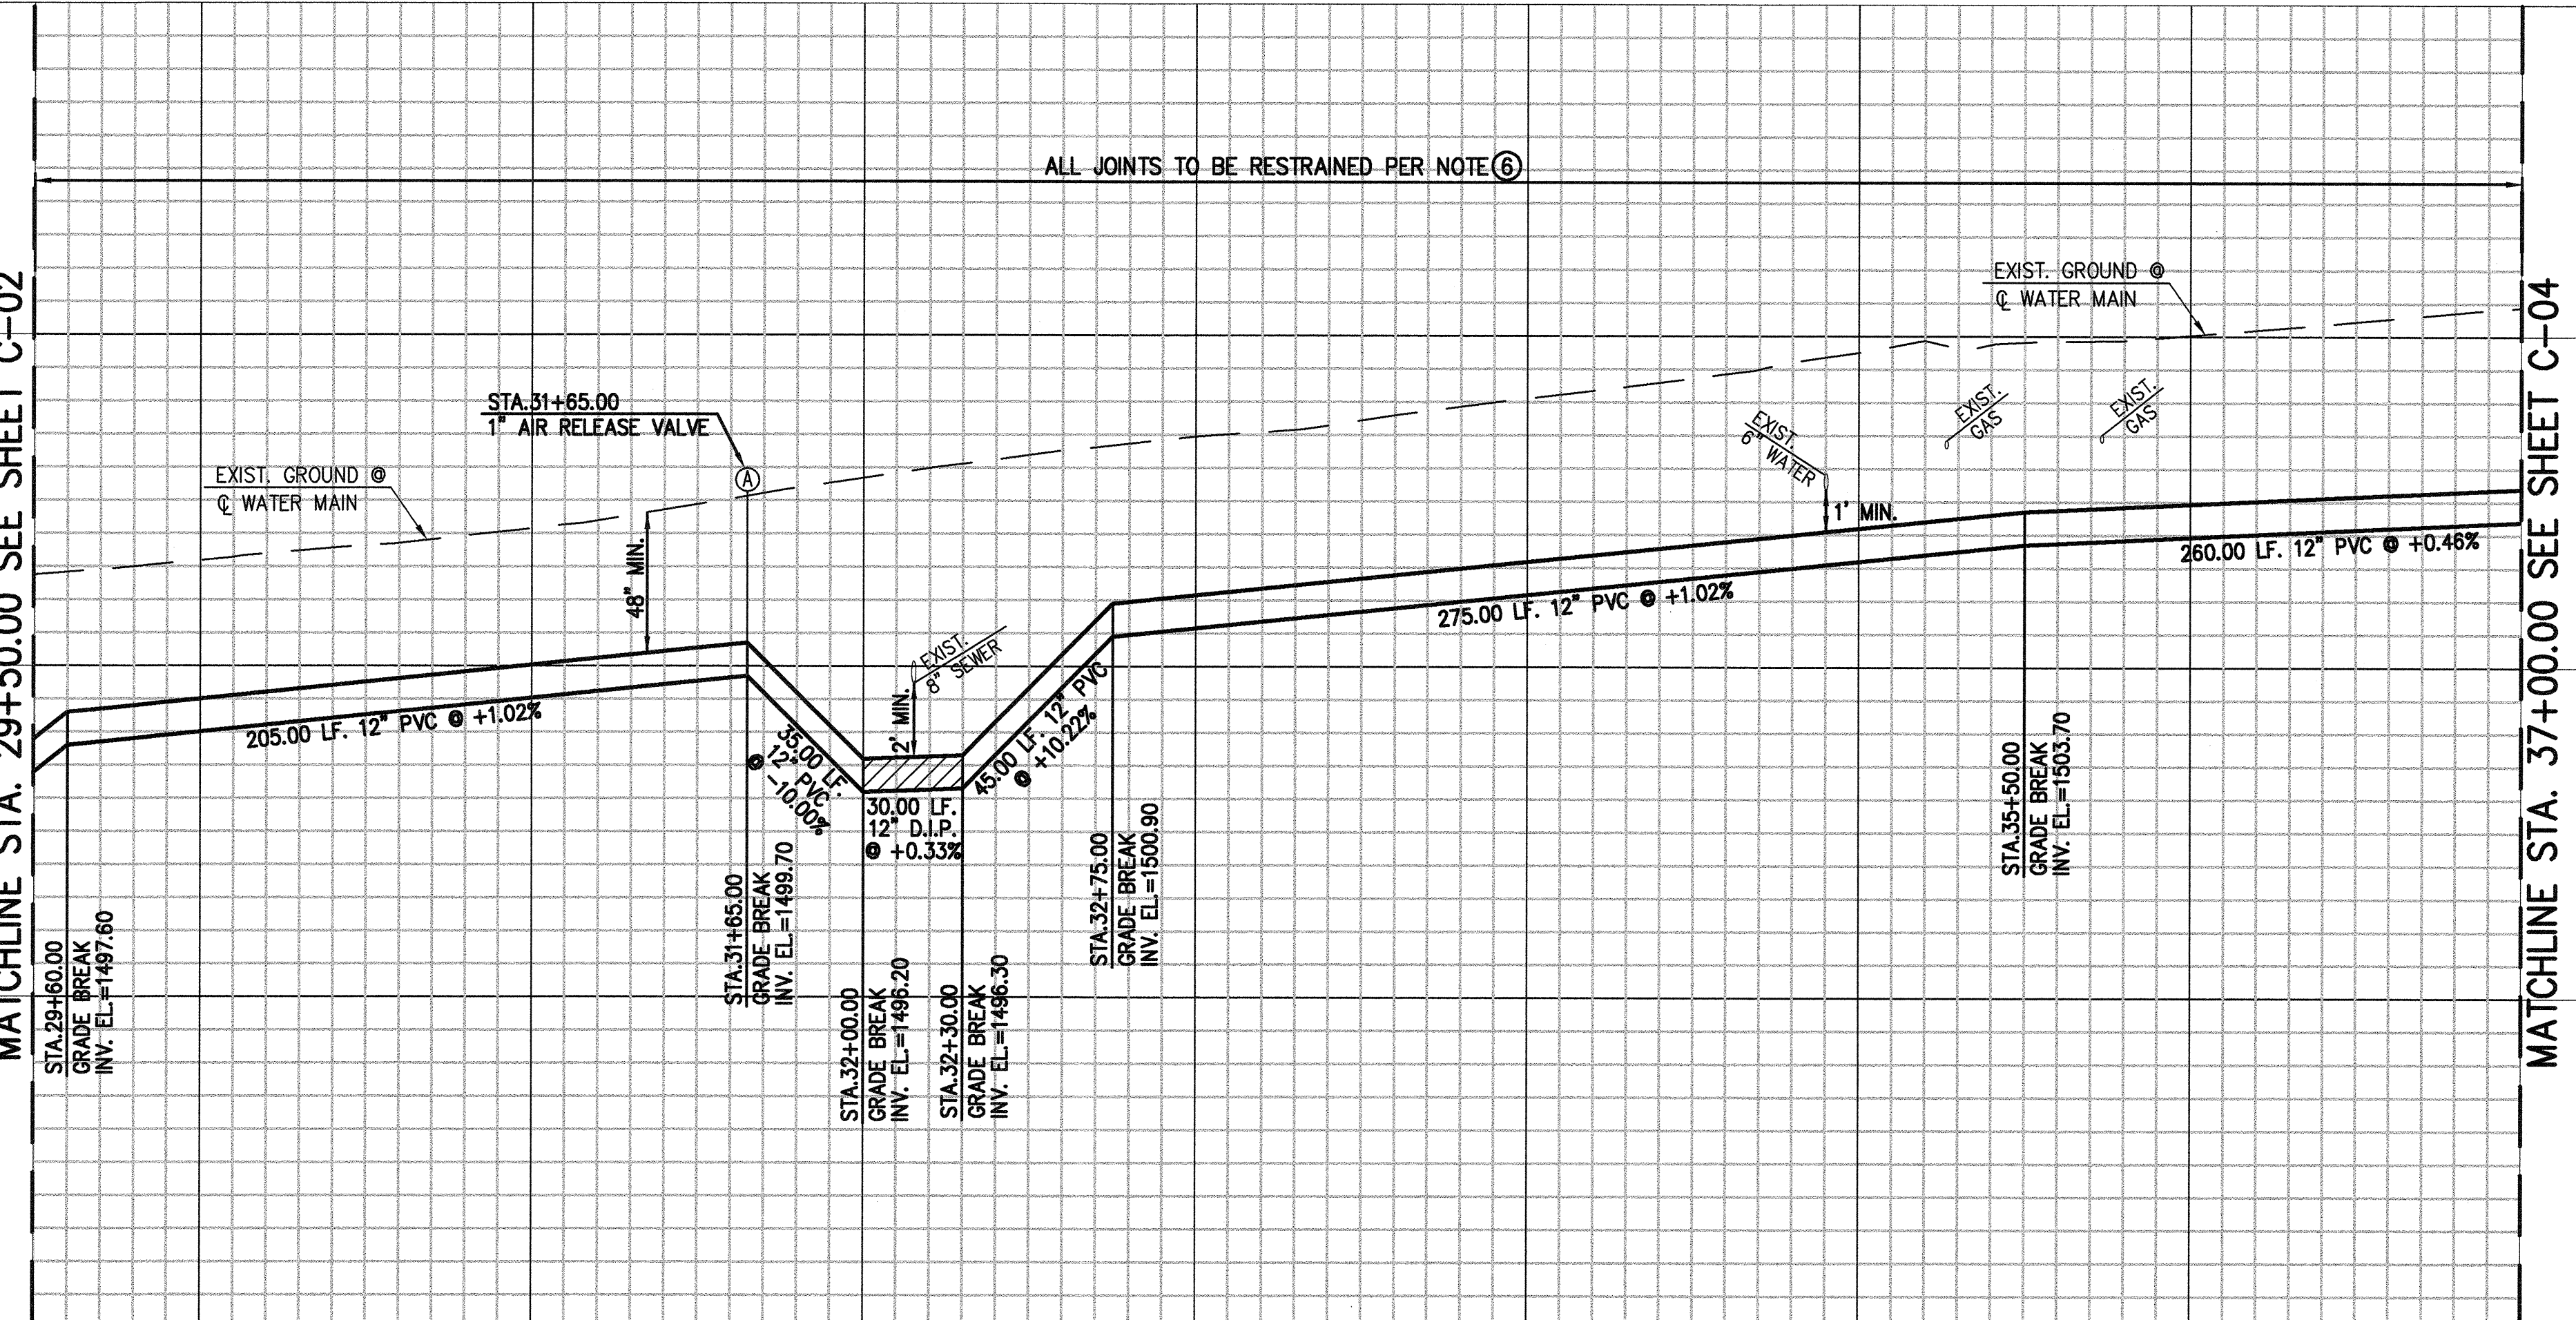 MATCHLINE STA. 29+50.00 SEE SHEET C-02
ALL JOINTS TO BE RESTRAINED PER NOTE 6
EXIST. GROUND @
℄ WATER MAIN
STA.31+65.00
1" AIR RELEASE VALVE
A
EXIST. GROUND @
℄ WATER MAIN
48" MIN.
EXIST.
8" SEWER
2' MIN.
EXIST.
6" WATER
1' MIN.
EXIST.
GAS
EXIST.
GAS
205.00 LF. 12" PVC @ +1.02%
35.00 LF.
12" PVC
@ -10.00%
30.00 LF.
12" D.I.P.
@ +0.33%
45.00 LF. 12" PVC
@ +10.22%
275.00 LF. 12" PVC @ +1.02%
260.00 LF. 12" PVC @ +0.46%
STA.29+60.00
GRADE BREAK
INV. EL.=1497.60
STA.31+65.00
GRADE BREAK
INV. EL.=1499.70
STA.32+00.00
GRADE BREAK
INV. EL.=1496.20
STA.32+30.00
GRADE BREAK
INV. EL.=1496.30
STA.32+75.00
GRADE BREAK
INV. EL.=1500.90
STA.35+50.00
GRADE BREAK
INV. EL.=1503.70
MATCHLINE STA. 37+00.00 SEE SHEET C-04